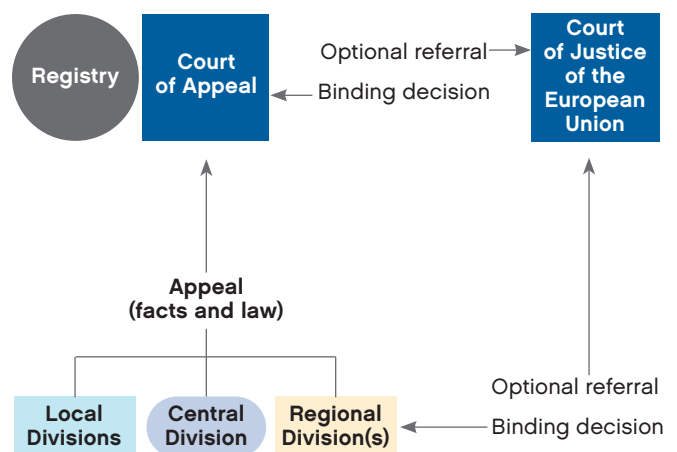 Registry
Court
of Appeal
Optional referral
Binding decision
Court
of Justice
of the
European
Union
Appeal
(facts and law)
Local
Divisions
Central
Division
Regional
Division(s)
Optional referral
Binding decision